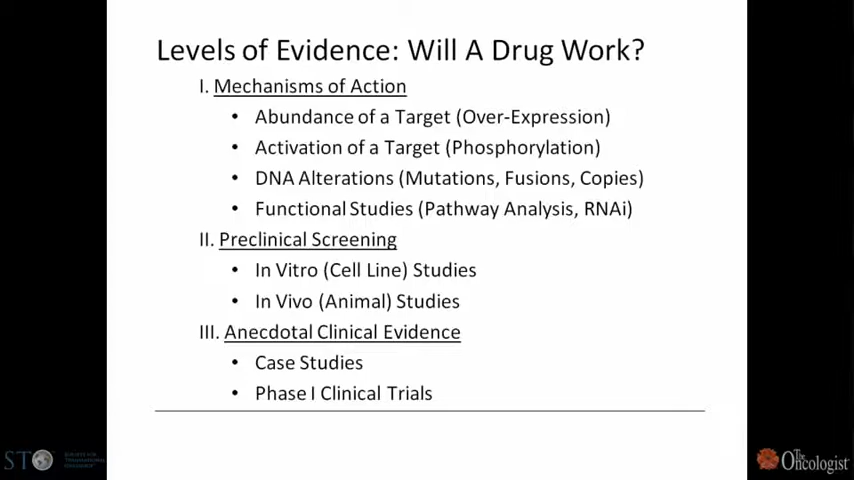 Levels of Evidence: Will A Drug Work?
I. Mechanisms of Action
• Abundance of a Target (Over-Expression)
• Activation of a Target (Phosphorylation)
• DNA Alterations (Mutations, Fusions, Copies)
• Functional Studies (Pathway Analysis, RNAi)
II. Preclinical Screening
• In Vitro (Cell Line) Studies
• In Vivo (Animal) Studies
III. Anecdotal Clinical Evidence
• Case Studies
• Phase I Clinical Trials
STO
The Oncologist®